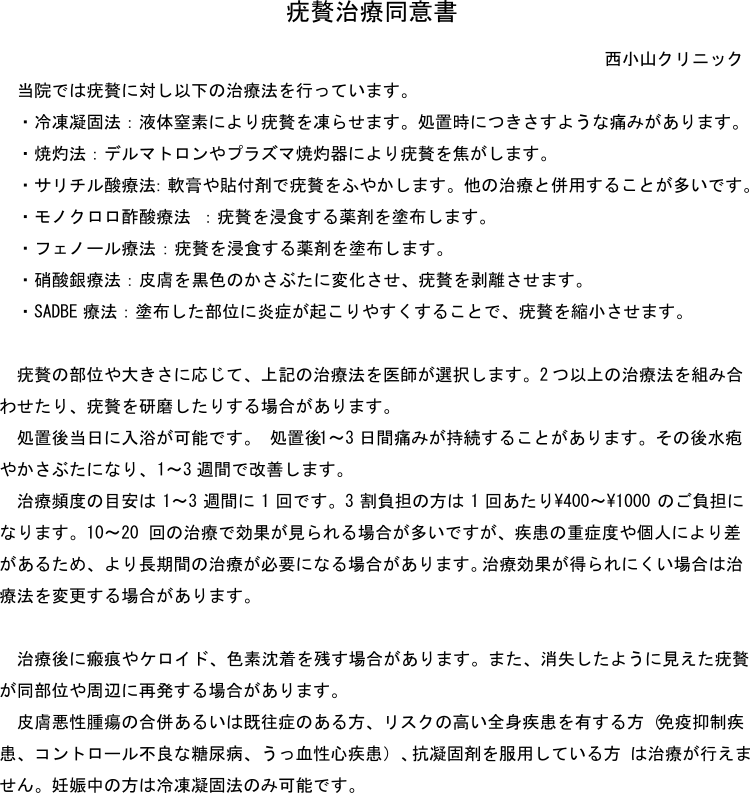 疣贅治療同意書
西小山クリニック
当院では疣贅に対し以下の治療法を行っています。
・冷凍凝固法：液体窒素により疣贅を凍らせます。処置時につきさすような痛みがあります。
・焼灼法：デルマトロンやプラズマ焼灼器により疣贅を焦がします。
・サリチル酸療法：軟膏や貼付剤で疣贅をふやかします。他の治療と併用することが多いです。
・モノクロロ酢酸療法 ：疣贅を浸食する薬剤を塗布します。
・フェノール療法：疣贅を浸食する薬剤を塗布します。
・硝酸銀療法：皮膚を黒色のかさぶたに変化させ、疣贅を剥離させます。
・SADBE 療法：塗布した部位に炎症が起こりやすくすることで、疣贅を縮小させます。
疣贅の部位や大きさに応じて、上記の治療法を医師が選択します。2つ以上の治療法を組み合
わせたり、疣贅を研磨したりする場合があります。
処置後当日に入浴が可能です。 処置後1～3 日間痛みが持続することがあります。その後水疱
やかさぶたになり、1～3 週間で改善します。
治療頻度の目安は 1～3 週間に 1 回です。3 割負担の方は 1 回あたり¥400～¥1000 のご負担に
なります。10～20 回の治療で効果が見られる場合が多いですが、疾患の重症度や個人により差
があるため、より長期間の治療が必要になる場合があります。治療効果が得られにくい場合は治
療法を変更する場合があります。
治療後に瘢痕やケロイド、色素沈着を残す場合があります。また、消失したように見えた疣贅
が同部位や周辺に再発する場合があります。
皮膚悪性腫瘍の合併あるいは既往症のある方、リスクの高い全身疾患を有する方（免疫抑制疾
患、コントロール不良な糖尿病、うっ血性心疾患）、抗凝固剤を服用している方 は治療が行えま
せん。妊娠中の方は冷凍凝固法のみ可能です。